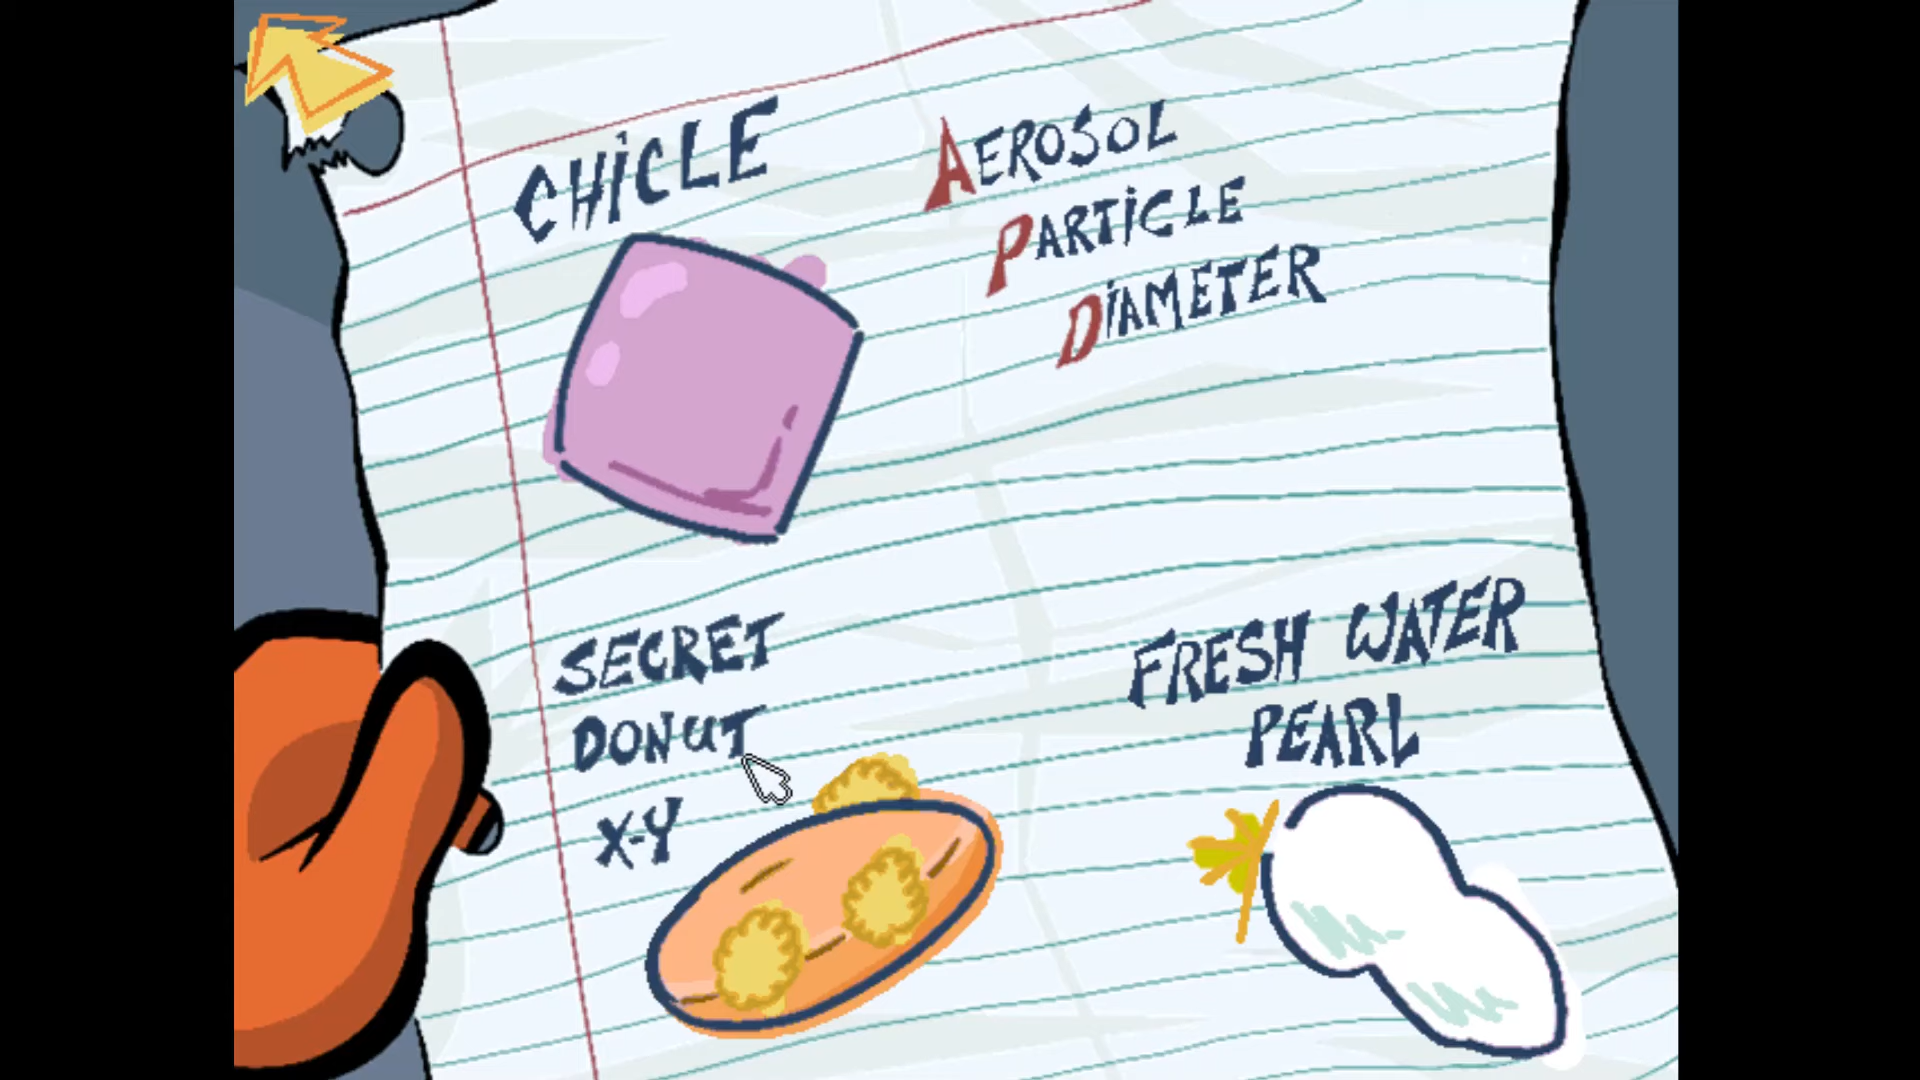 CHiCLE
AEROSOL
PARTiCLE
DiAMETER
SECRET
DONUT
X-Y
FRESH WATER
PEARL